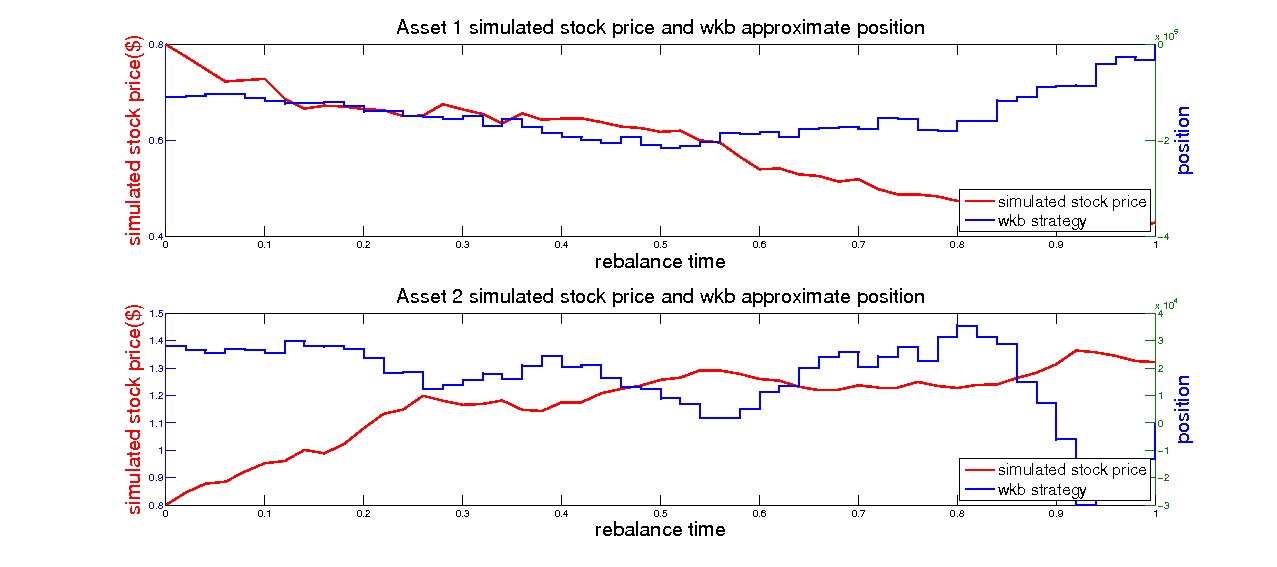 Asset 1 simulated stock price and wkb approximate position
x 10^5
0.8
0.6
0.4
0
-2
-4
simulated stock price($)
position
simulated stock price
wkb strategy
0 0.1 0.2 0.3 0.4 0.5 0.6 0.7 0.8 0.9 1
rebalance time
Asset 2 simulated stock price and wkb approximate position
x 10^4
1.5
1.4
1.3
1.2
1.1
1
0.9
0.8
4
3
2
1
0
-1
-2
-3
simulated stock price($)
position
simulated stock price
wkb strategy
0 0.1 0.2 0.3 0.4 0.5 0.6 0.7 0.8 0.9 1
rebalance time